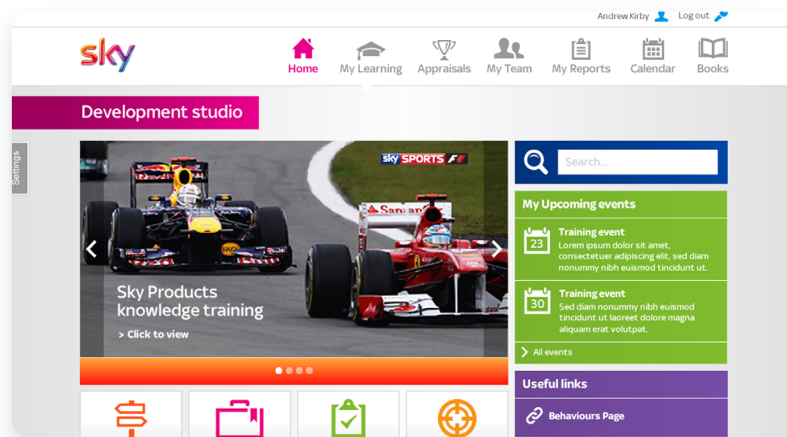 Andrew Kirby
Log out
sky
Home
My Learning
Appraisals
My Team
My Reports
Calendar
Books
Development studio
Settings
sky SPORTS F1
Sky Products
knowledge training
> Click to view
Search...
My Upcoming events
23
Training event
Lorem ipsum dolor sit amet,
consectetuer adipiscing elit, sed diam
nonummy nibh euismod tincidunt ut.
30
Training event
Sed diam nonummy nibh euismod
tincidunt ut laoreet dolore magna
aliquam erat volutpat.
All events
Useful links
Behaviours Page
Santander